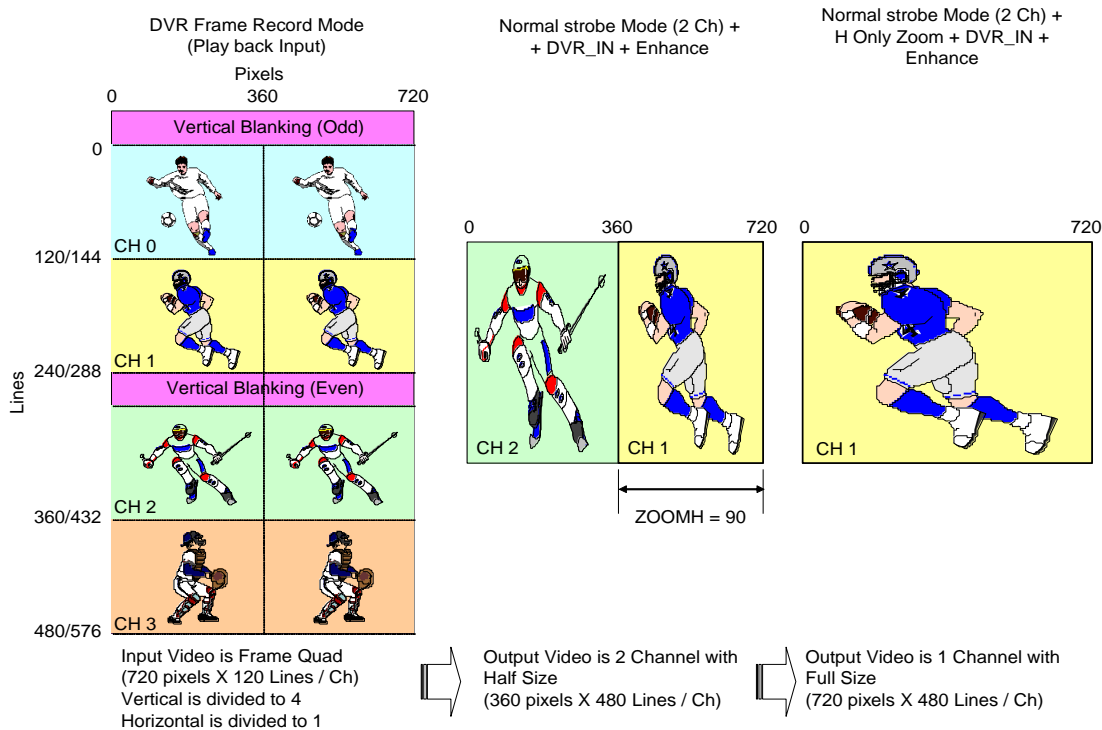 DVR Frame Record Mode
(Play back Input)
Pixels
0 360 720
Vertical Blanking (Odd)
0
CH 0
120/144
CH 1
240/288
Vertical Blanking (Even)
Lines
CH 2
360/432
CH 3
480/576
Input Video is Frame Quad
(720 pixels X 120 Lines / Ch)
Vertical is divided to 4
Horizontal is divided to 1
Normal strobe Mode (2 Ch) +
+ DVR_IN + Enhance
0 360 720
CH 2 CH 1
ZOOMH = 90
Output Video is 2 Channel with
Half Size
(360 pixels X 480 Lines / Ch)
Normal strobe Mode (2 Ch) +
H Only Zoom + DVR_IN +
Enhance
0 720
CH 1
Output Video is 1 Channel with
Full Size
(720 pixels X 480 Lines / Ch)